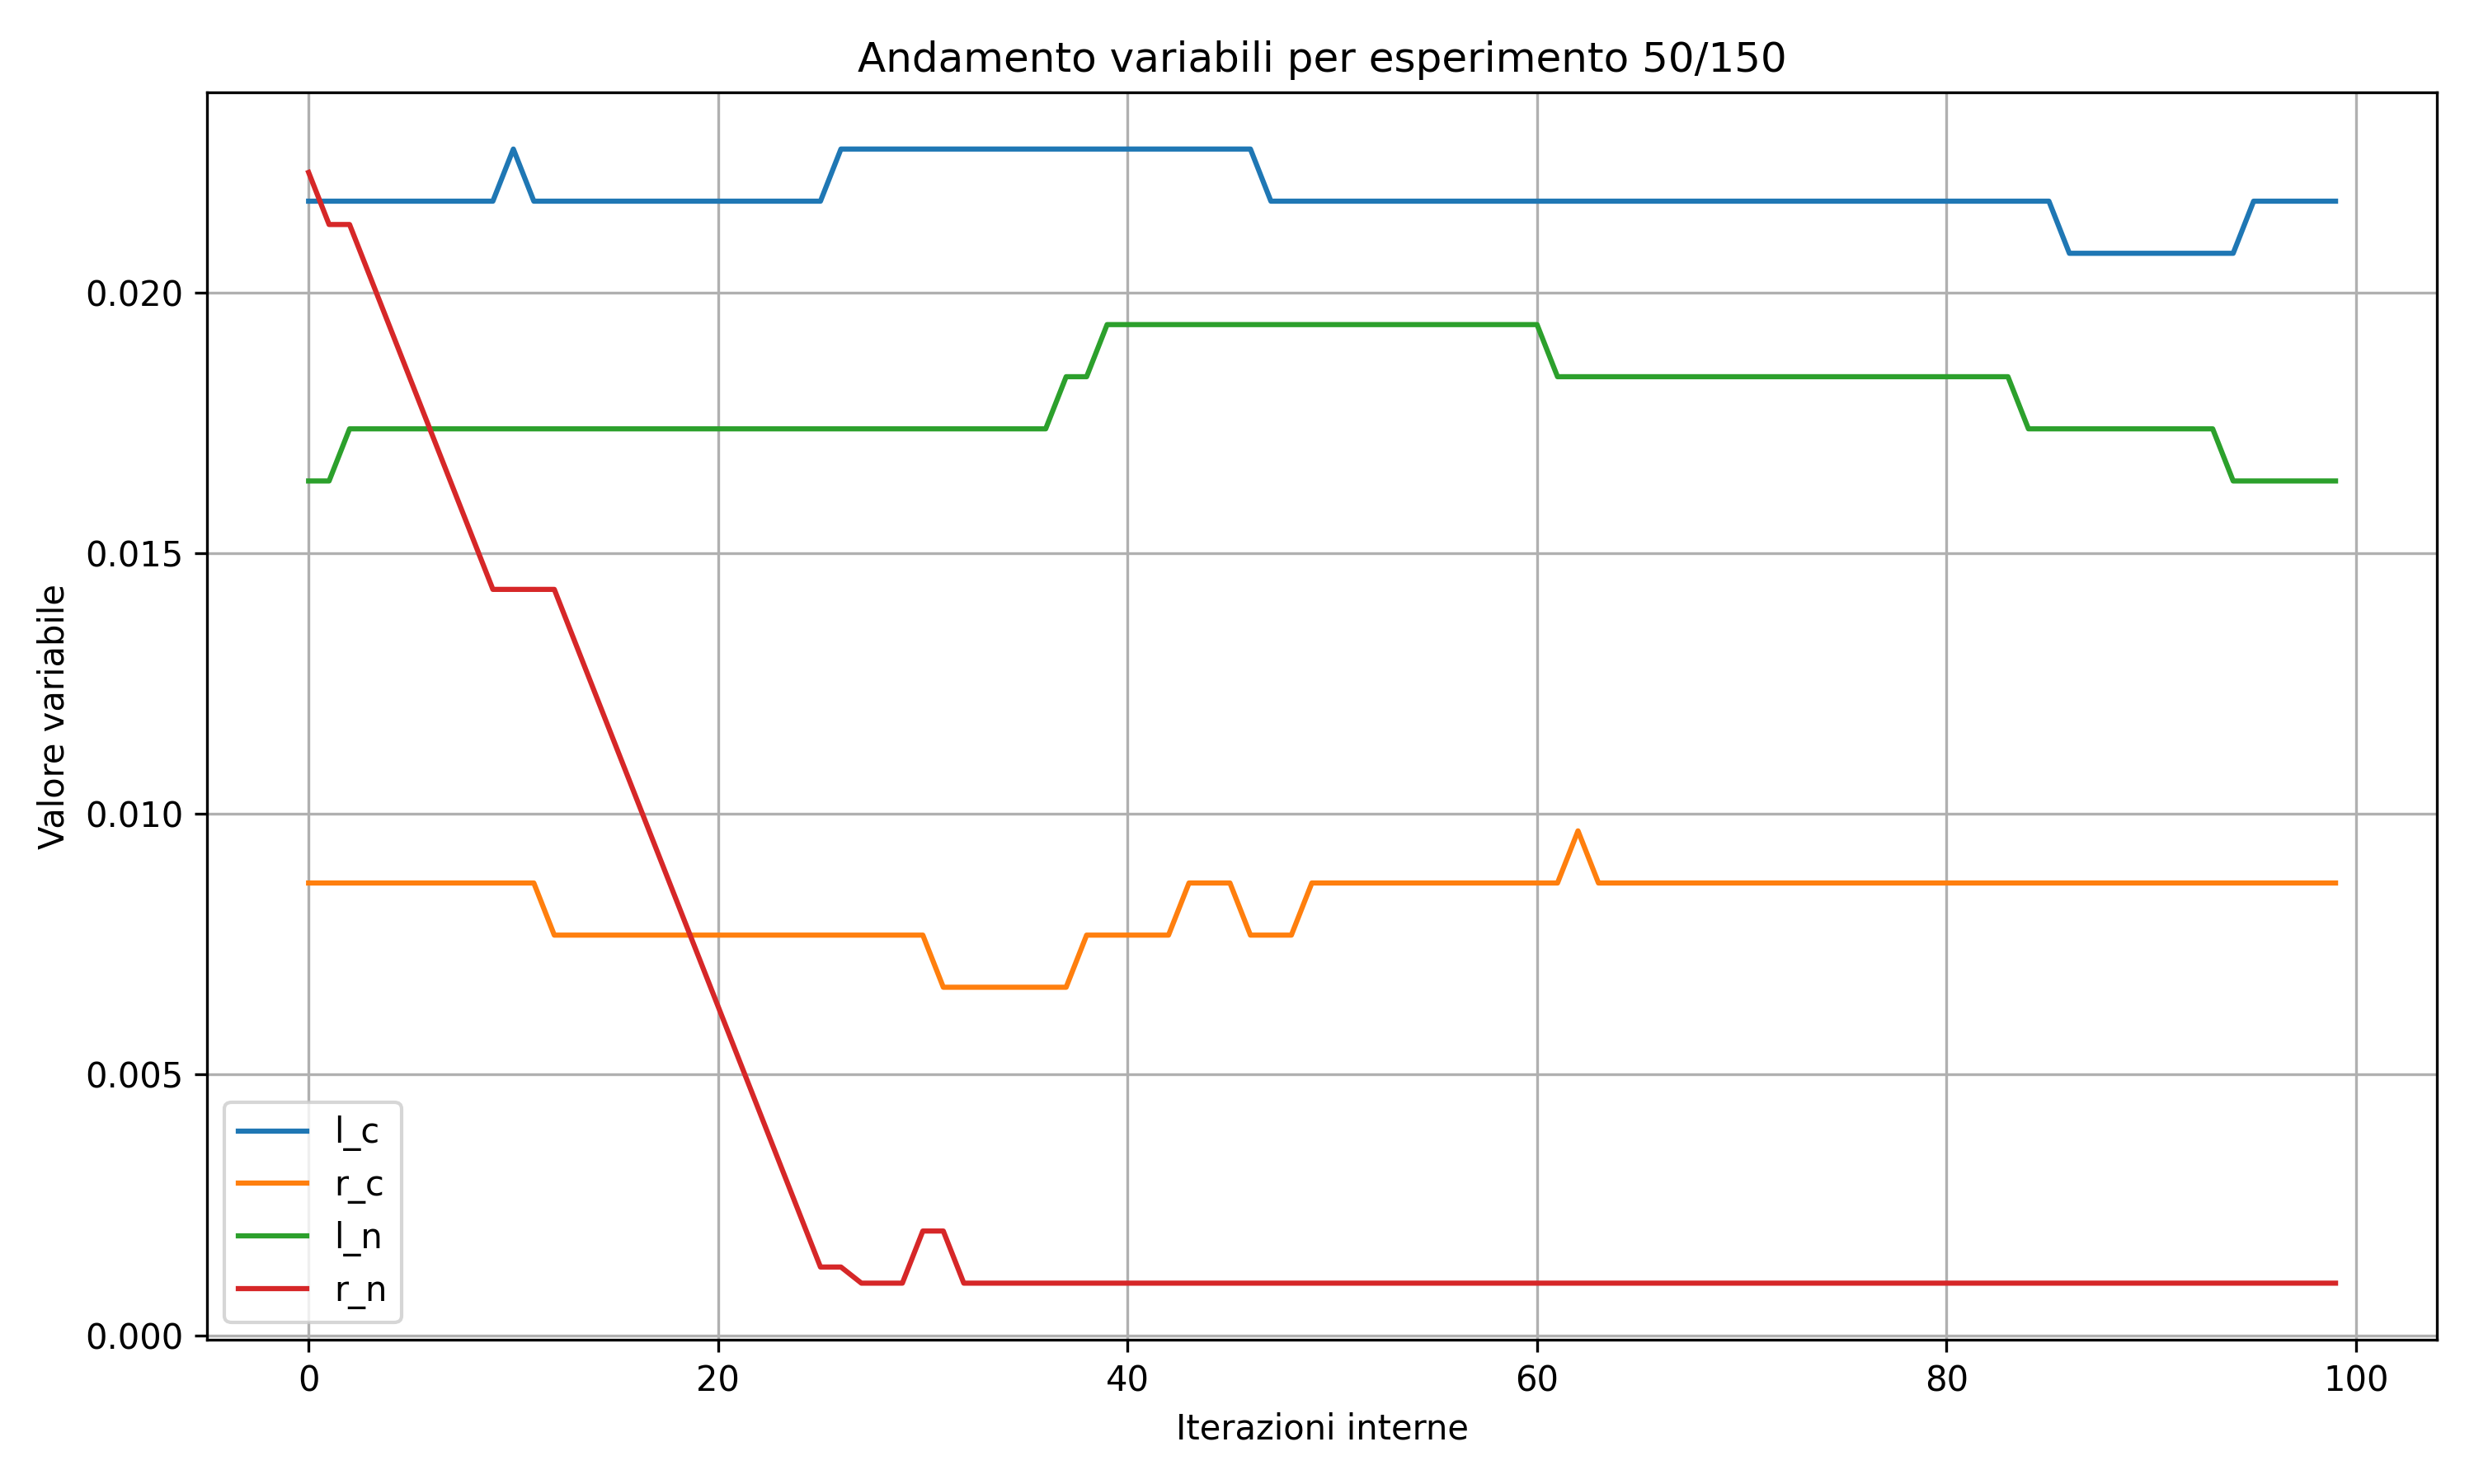 Andamento variabili per esperimento 50/150
Valore variabile
0.020
0.015
0.010
0.005
0.000
l_c
r_c
l_n
r_n
0 20 40 60 80 100
Iterazioni interne